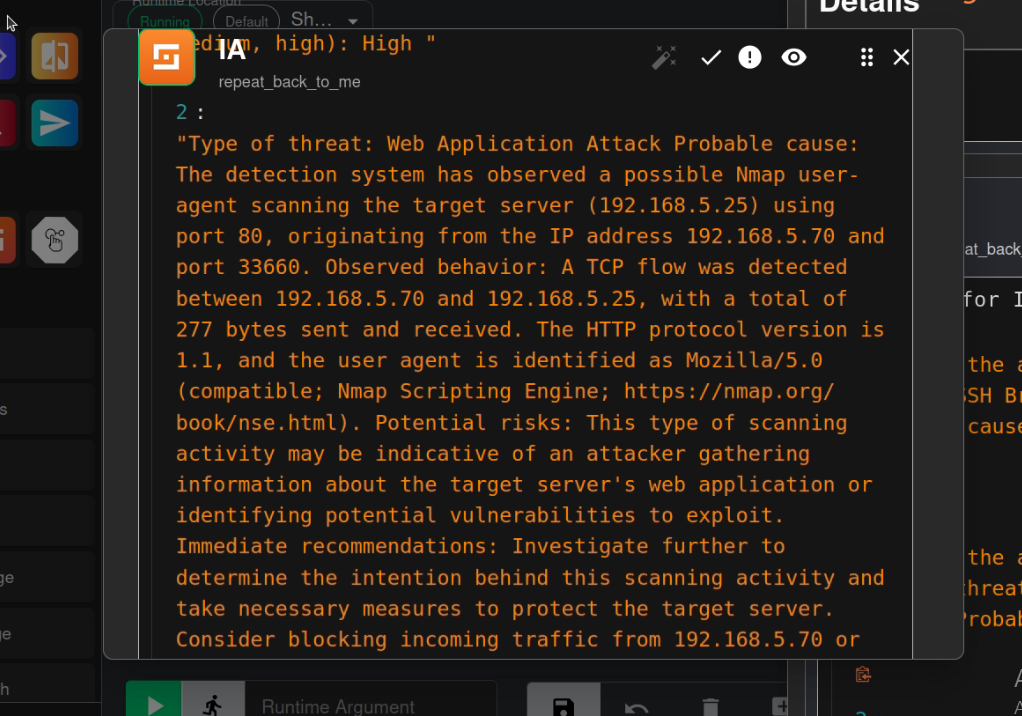 Runtime Location
Details
Running
Default
Sh...
edium, high): High "
IA
repeat_back_to_me
2 :
"Type of threat: Web Application Attack Probable cause:
The detection system has observed a possible Nmap user-
agent scanning the target server (192.168.5.25) using
port 80, originating from the IP address 192.168.5.70 and
port 33660. Observed behavior: A TCP flow was detected
between 192.168.5.70 and 192.168.5.25, with a total of
277 bytes sent and received. The HTTP protocol version is
1.1, and the user agent is identified as Mozilla/5.0
(compatible; Nmap Scripting Engine; https://nmap.org/
book/nse.html). Potential risks: This type of scanning
activity may be indicative of an attacker gathering
information about the target server's web application or
identifying potential vulnerabilities to exploit.
Immediate recommendations: Investigate further to
determine the intention behind this scanning activity and
take necessary measures to protect the target server.
Consider blocking incoming traffic from 192.168.5.70 or
at_back_
for I
the a
SSH Br
cause
the a
threat
Probab
Runtime Argument